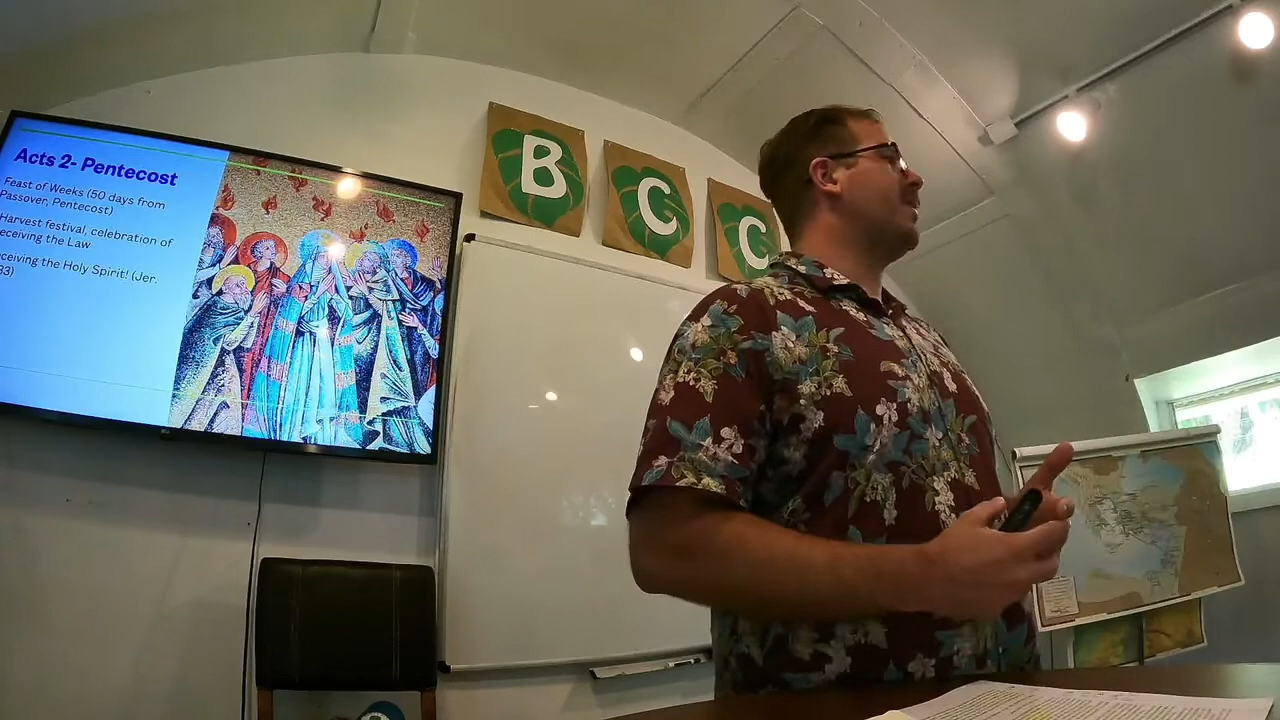 Acts 2- Pentecost
Feast of Weeks (50 days from
Passover, Pentecost)
Harvest festival, celebration of
eceiving the Law
ceiving the Holy Spirit! (Jer.
33)
B
C
C